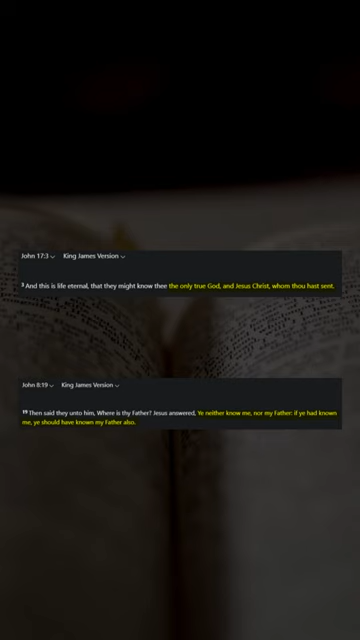 John 17:3 King James Version
3 And this is life eternal, that they might know thee the only true God, and Jesus Christ, whom thou hast sent.
John 8:19 King James Version
19 Then said they unto him, Where is thy Father? Jesus answered, Ye neither know me, nor my Father: if ye had known
me, ye should have known my Father also.